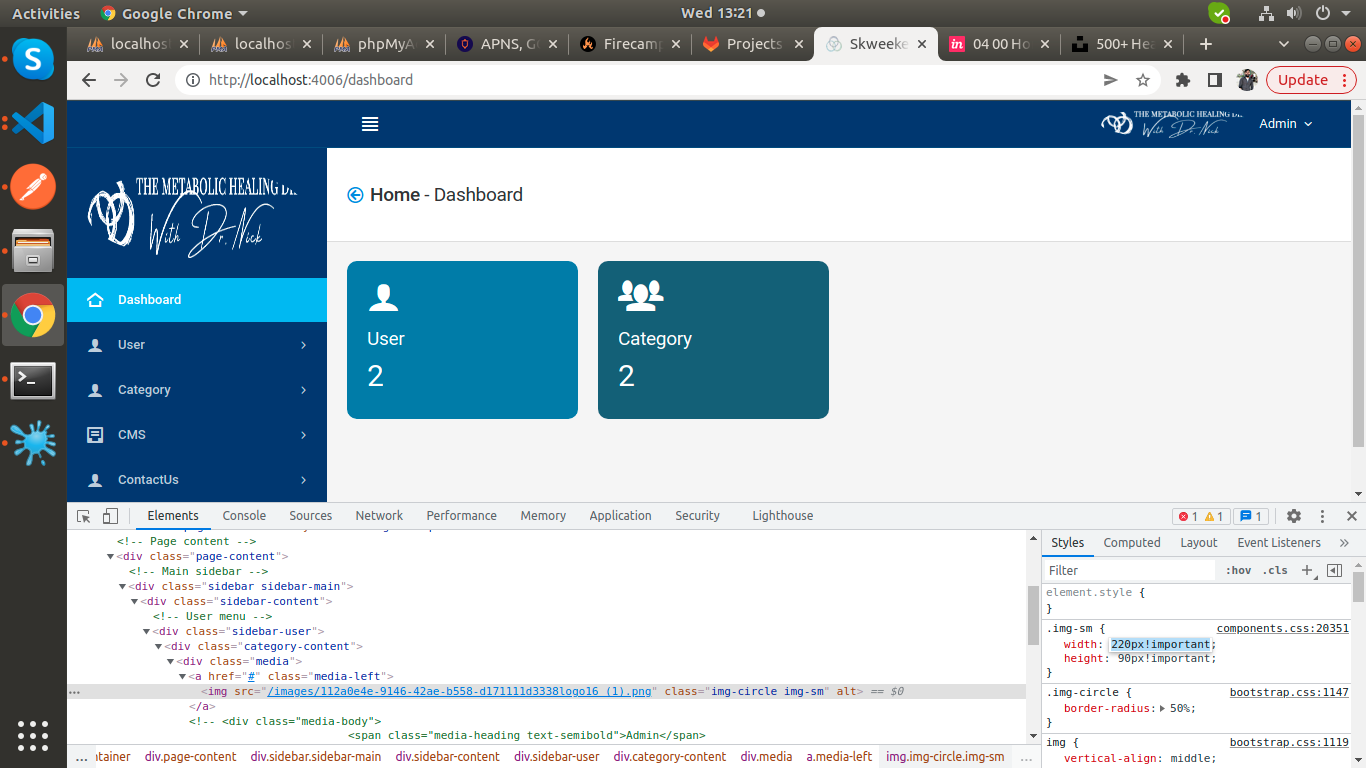 Activities
Google Chrome
Wed 13:21
localhos
localhos
phpMyA
APNS, G
Firecamp
Projects
Skweeke
04 00 Ho
500+ Hea
http://localhost:4006/dashboard
Update
THE METABOLIC HEALING
With Dr. Nick
Admin
THE METABOLIC HEALING
With Dr. Nick
Home - Dashboard
Dashboard
User
Category
CMS
ContactUs
User
2
Category
2
Elements Console Sources Network Performance Memory Application Security Lighthouse
1 1 1
<!-- Page content -->
<div class="page-content">
<!-- Main sidebar -->
<div class="sidebar sidebar-main">
<div class="sidebar-content">
<!-- User menu -->
<div class="sidebar-user">
<div class="category-content">
<div class="media">
<a href="#" class="media-left">
<img src="/images/112a0e4e-9146-42ae-b558-d171111d3338logo16 (1).png" class="img-circle img-sm" alt> == $0
</a>
<!-- <div class="media-body">
<span class="media-heading text-semibold">Admin</span>
... ntainer div.page-content div.sidebar.sidebar-main div.sidebar-content div.sidebar-user div.category-content div.media a.media-left img.img-circle.img-sm ...
Styles Computed Layout Event Listeners »
Filter :hov .cls +
element.style {
}
.img-sm { components.css:20351
width: 220px!important;
height: 90px!important;
}
.img-circle { bootstrap.css:1147
border-radius: 50%;
}
img { bootstrap.css:1119
vertical-align: middle;